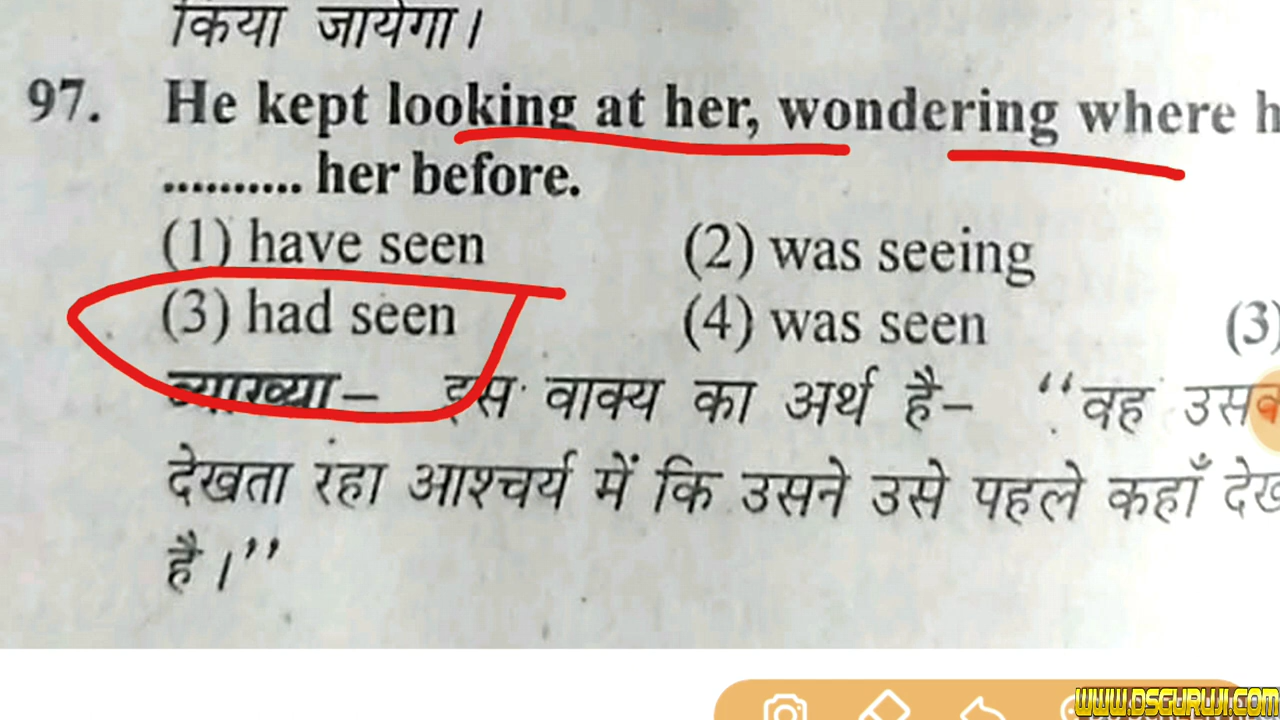 किया जायेगा।
97. He kept looking at her, wondering where
.......... her before.
(1) have seen (2) was seeing
(3) had seen (4) was seen (3)
व्याख्या– इस वाक्य का अर्थ है– “वह
देखता रहा आश्चर्य में कि उसने उसे पहले कहाँ
है।”
WWW.DSGURUJI.COM